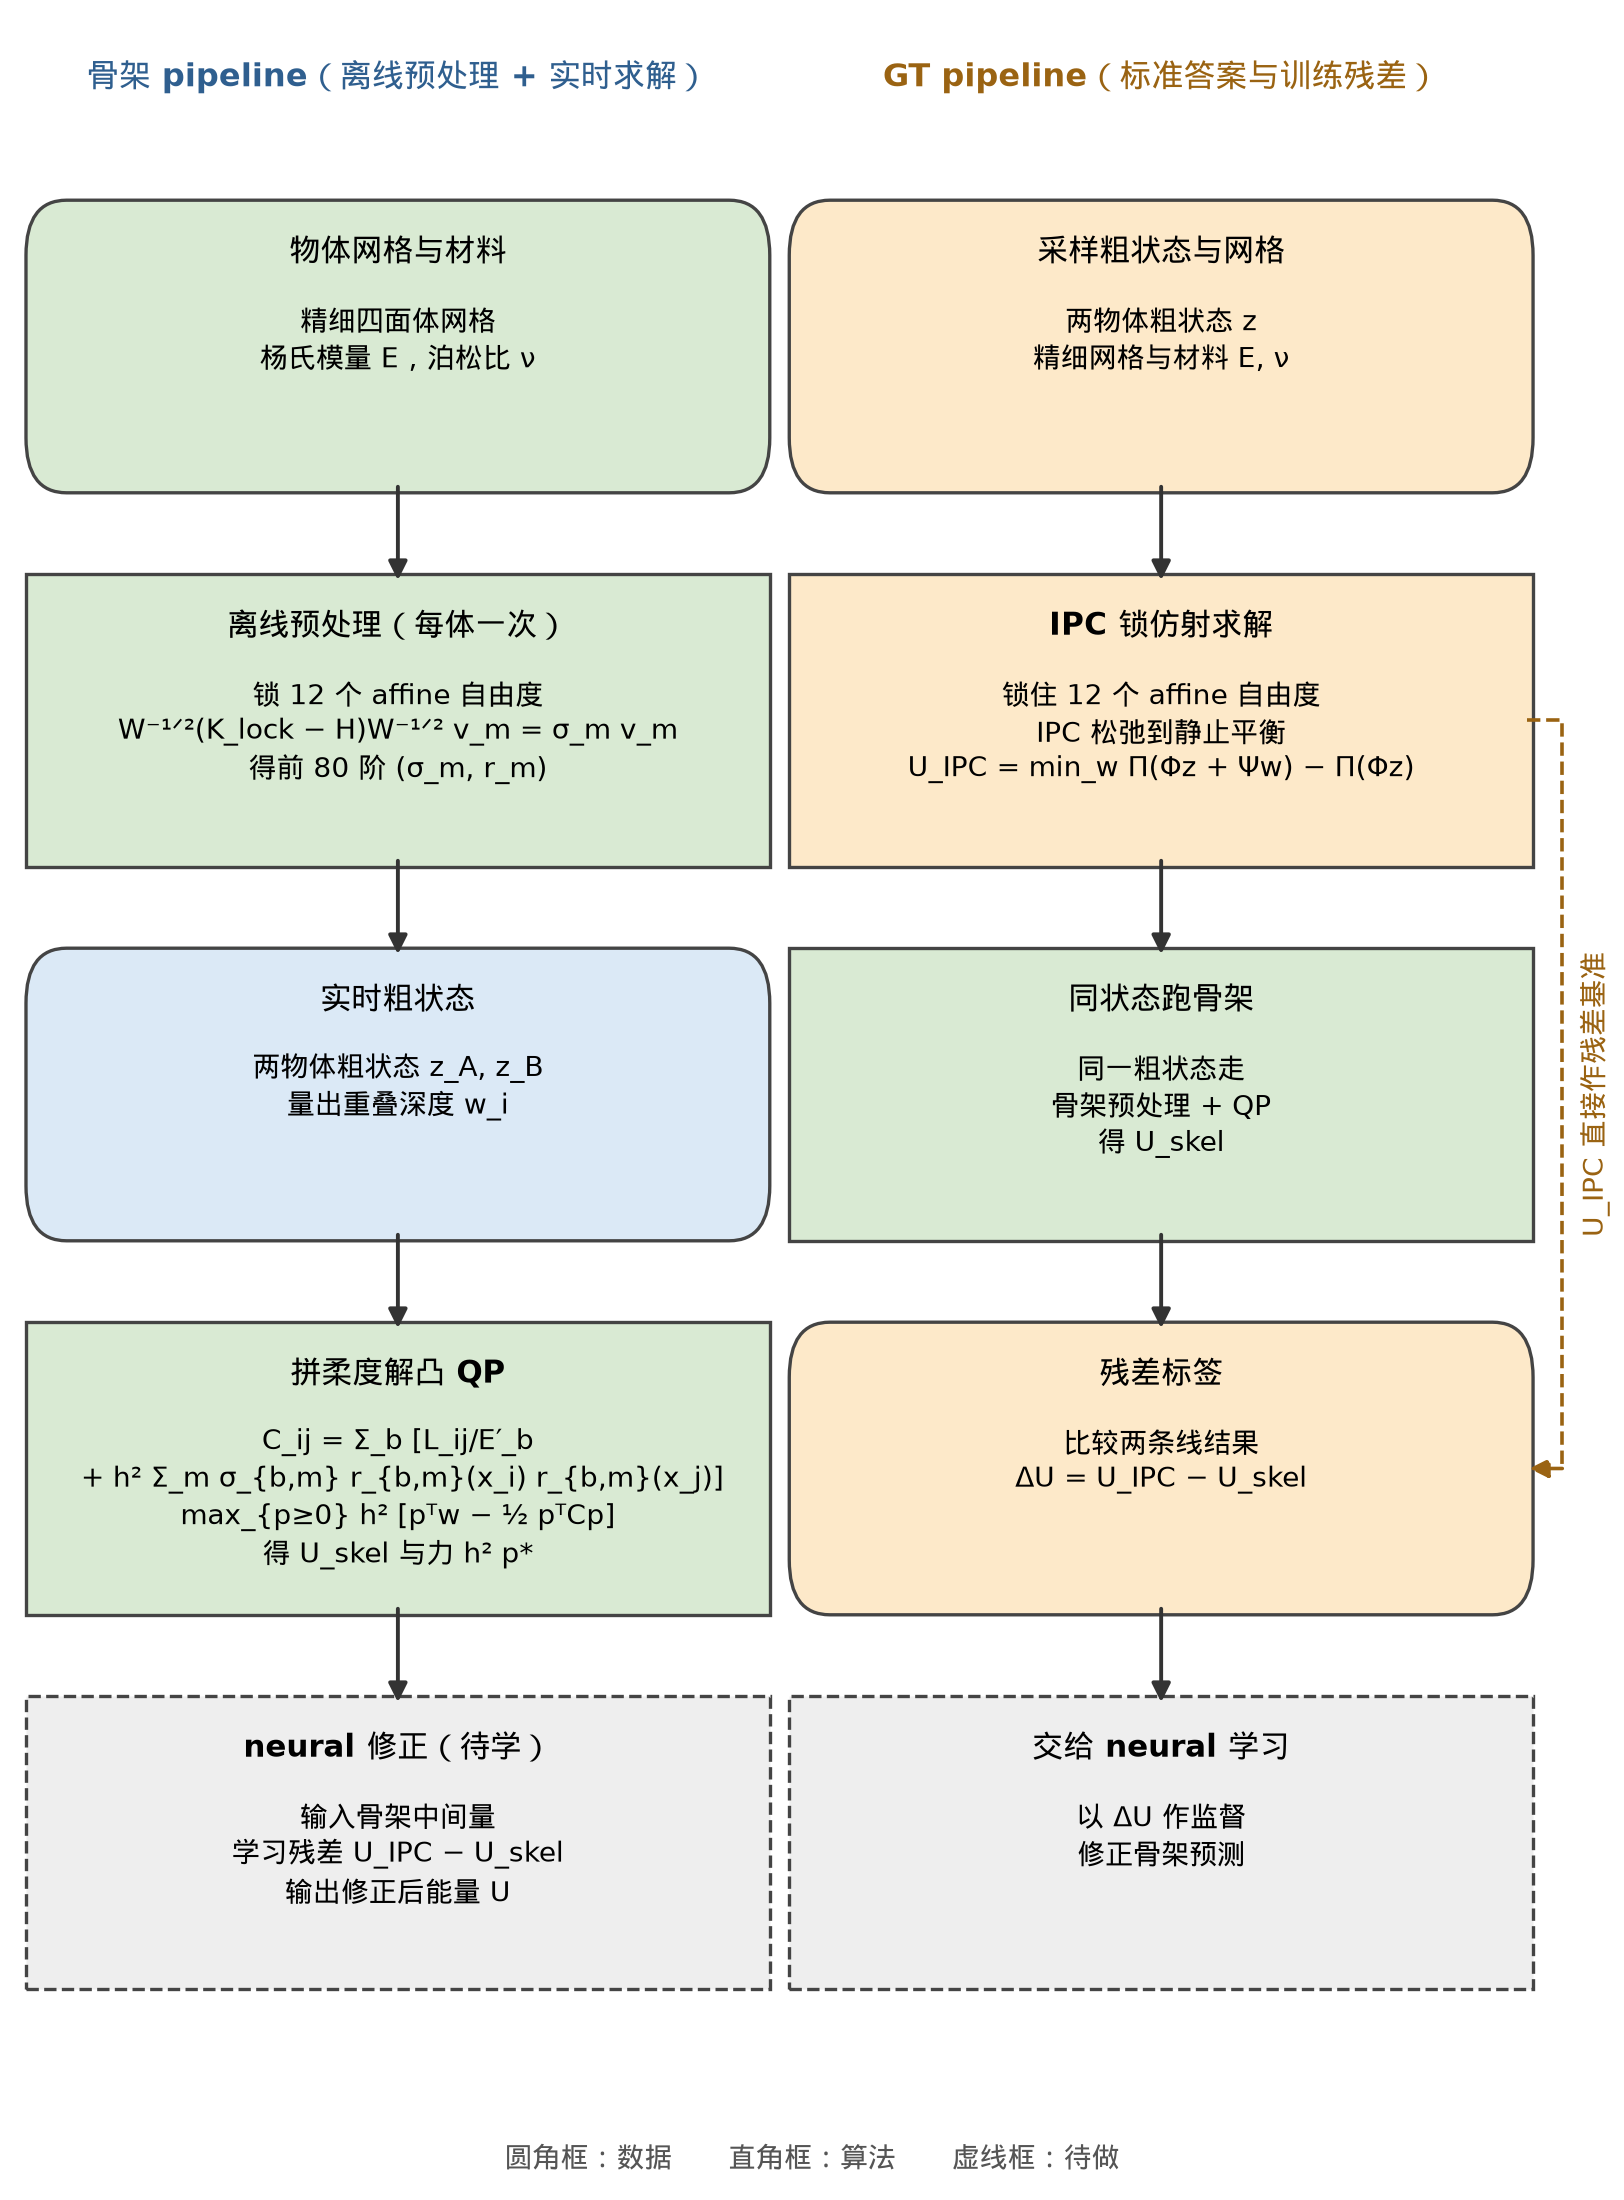 骨架 pipeline（离线预处理 + 实时求解）
物体网格与材料
精细四面体网格
杨氏模量 E , 泊松比 ν
离线预处理（每体一次）
锁 12 个 affine 自由度
W⁻¹ᐟ²(K_lock − H)W⁻¹ᐟ² v_m = σ_m v_m
得前 80 阶 (σ_m, r_m)
实时粗状态
两物体粗状态 z_A, z_B
量出重叠深度 w_i
拼柔度解凸 QP
C_ij = Σ_b [L_ij/E′_b
+ h² Σ_m σ_{b,m} r_{b,m}(x_i) r_{b,m}(x_j)]
max_{p≥0} h² [pᵀw − ½ pᵀCp]
得 U_skel 与力 h² p*
neural 修正（待学）
输入骨架中间量
学习残差 U_IPC − U_skel
输出修正后能量 U
GT pipeline（标准答案与训练残差）
采样粗状态与网格
两物体粗状态 z
精细网格与材料 E, ν
IPC 锁仿射求解
锁住 12 个 affine 自由度
IPC 松弛到静止平衡
U_IPC = min_w Π(Φz + Ψw) − Π(Φz)
同状态跑骨架
同一粗状态走
骨架预处理 + QP
得 U_skel
残差标签
比较两条线结果
ΔU = U_IPC − U_skel
交给 neural 学习
以 ΔU 作监督
修正骨架预测
U_IPC 直接作残差基准
圆角框：数据　　直角框：算法　　虚线框：待做